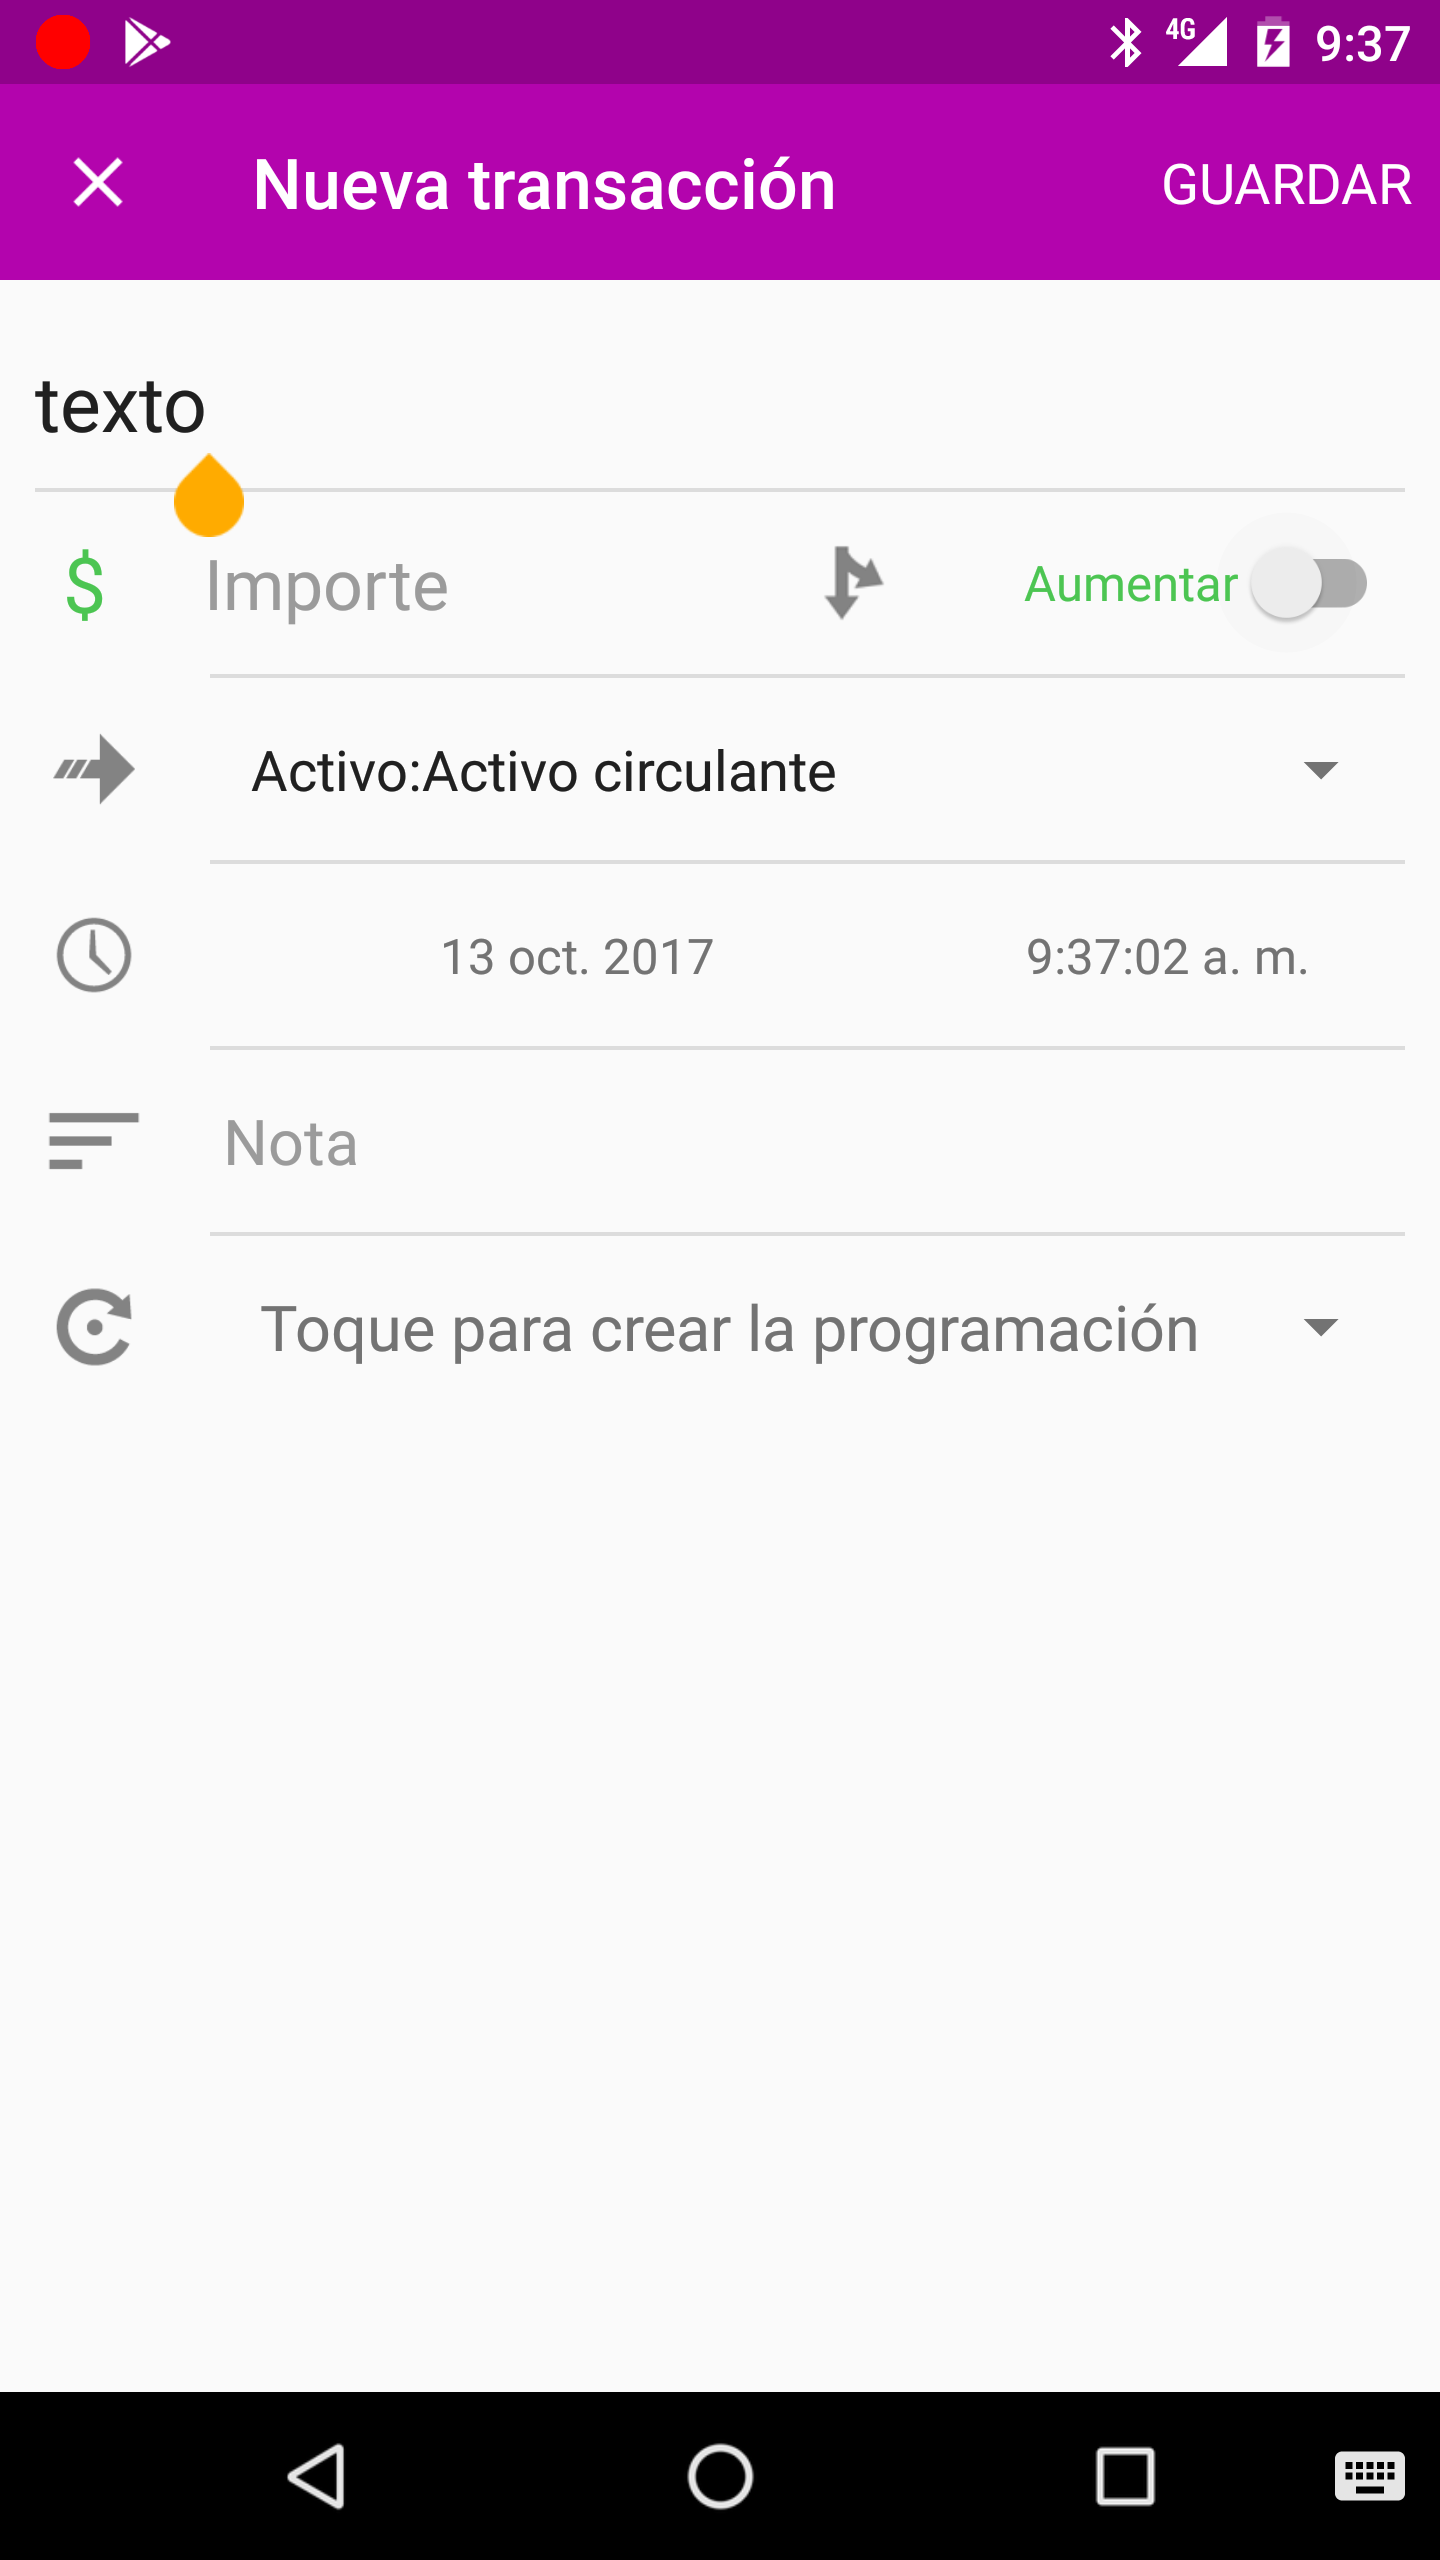 4G 9:37
Nueva transacción GUARDAR
texto
$ Importe Aumentar
Activo:Activo circulante
13 oct. 2017 9:37:02 a. m.
Nota
Toque para crear la programación